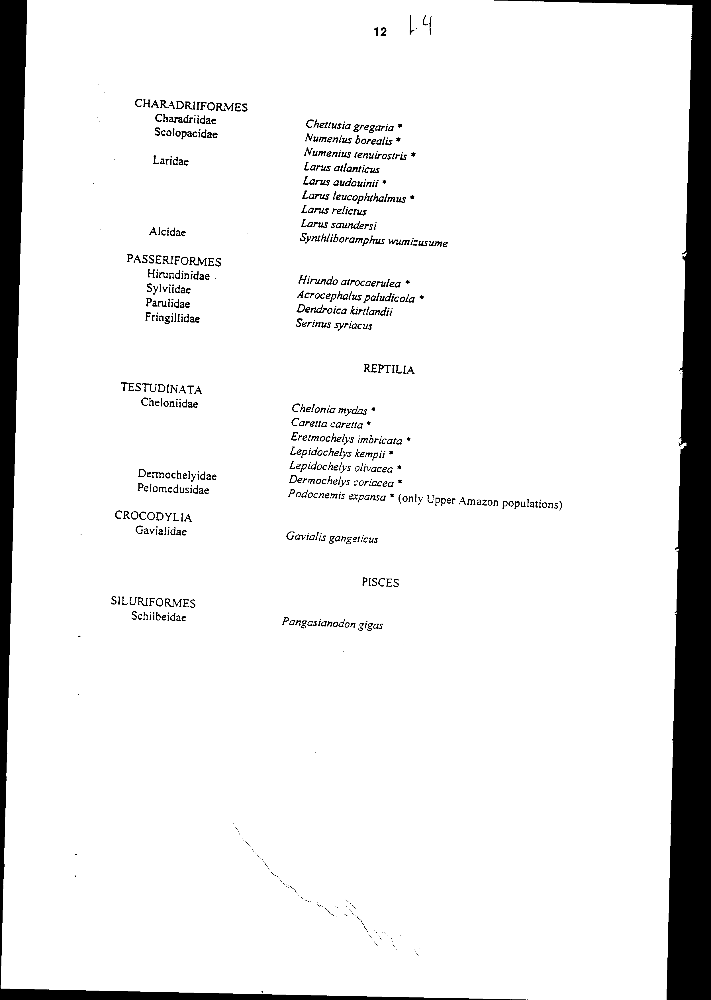 12 L4
CHARADRIIFORMES
Charadriidae Chettusia gregaria *
Scolopacidae Numenius borealis *
Numenius tenuirostris *
Laridae Larus atlanticus
Larus audouinii *
Larus leucophthalmus *
Larus relictus
Larus saundersi
Alcidae Synthliboramphus wumizusume
PASSERIFORMES
Hirundinidae Hirundo atrocaerulea *
Sylviidae Acrocephalus paludicola *
Parulidae Dendroica kirtlandii
Fringillidae Serinus syriacus
REPTILIA
TESTUDINATA
Cheloniidae Chelonia mydas *
Caretta caretta *
Eretmochelys imbricata *
Lepidochelys kempii *
Lepidochelys olivacea *
Dermochelyidae Dermochelys coriacea *
Pelomedusidae Podocnemis expansa * (only Upper Amazon populations)
CROCODYLIA
Gavialidae Gavialis gangeticus
PISCES
SILURIFORMES
Schilbeidae Pangasianodon gigas